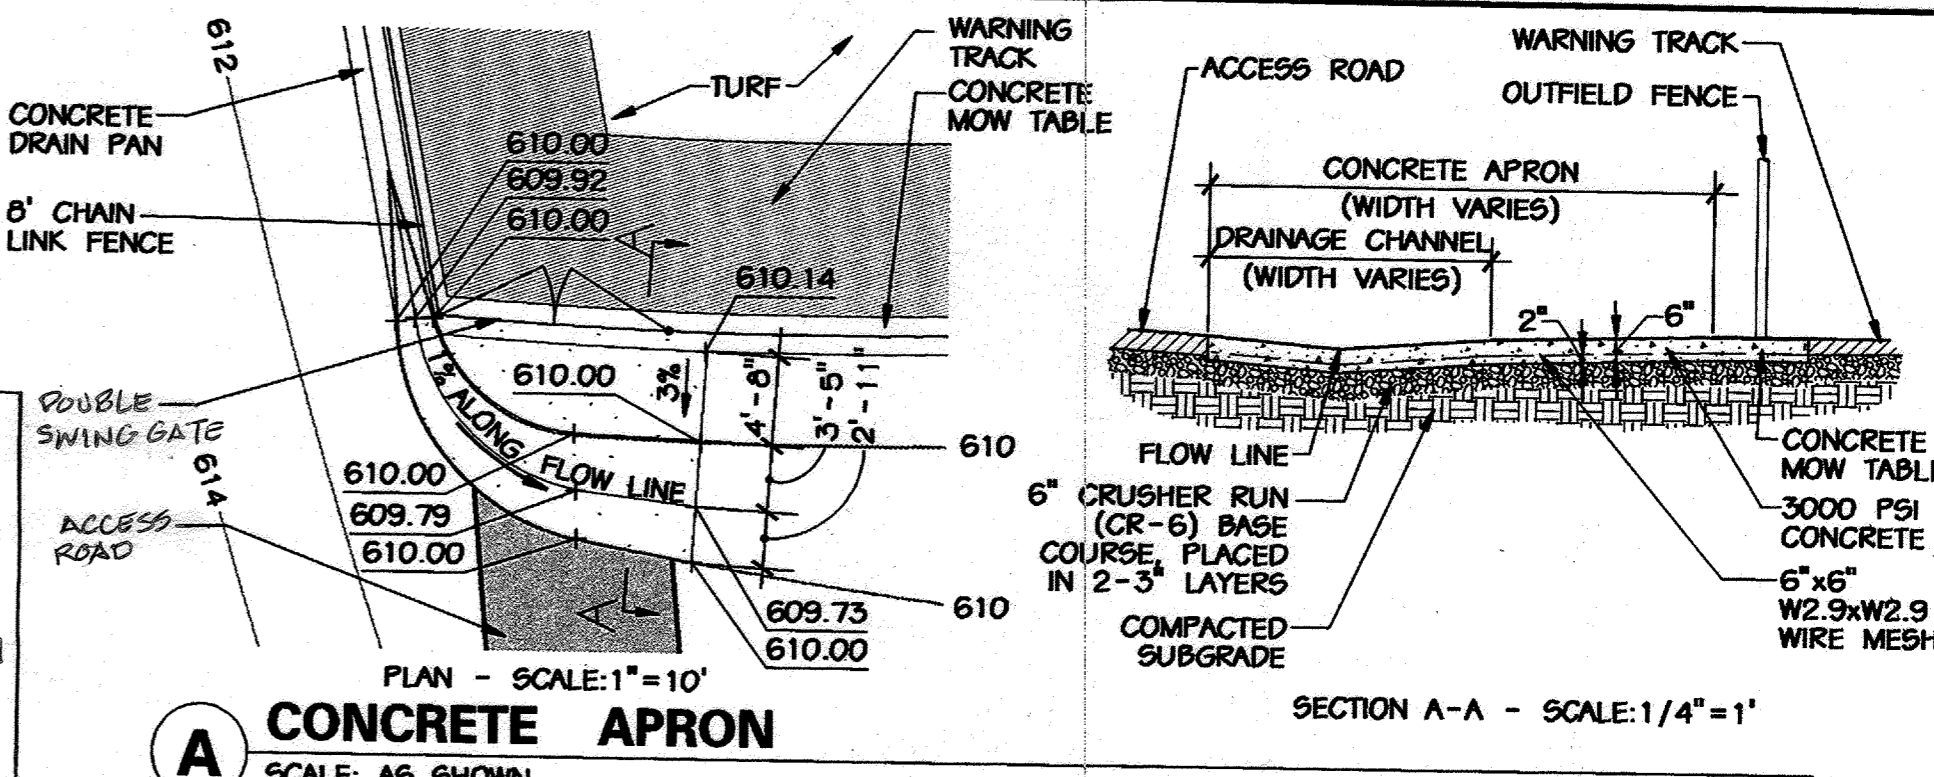 612
CONCRETE
DRAIN PAN
8' CHAIN
LINK FENCE
DOUBLE
SWING GATE
614
ACCESS
ROAD
TURF
WARNING
TRACK
CONCRETE
MOW TABLE
610.00
609.92
610.00
A
610.14
610.00
3%
4'-8"
3'-5"
2'-11"
1% ALONG FLOW LINE
610
610.00
609.79
610.00
A
610
609.73
610.00
PLAN - SCALE:1"=10'
A
CONCRETE APRON
SCALE: AS SHOWN
ACCESS ROAD
WARNING TRACK
OUTFIELD FENCE
CONCRETE APRON
(WIDTH VARIES)
DRAINAGE CHANNEL
(WIDTH VARIES)
2"
6"
FLOW LINE
6" CRUSHER RUN
(CR-6) BASE
COURSE, PLACED
IN 2-3" LAYERS
COMPACTED
SUBGRADE
CONCRETE
MOW TABL
3000 PSI
CONCRETE
6"x6"
W2.9xW2.9
WIRE MESH
SECTION A-A - SCALE:1/4"=1'